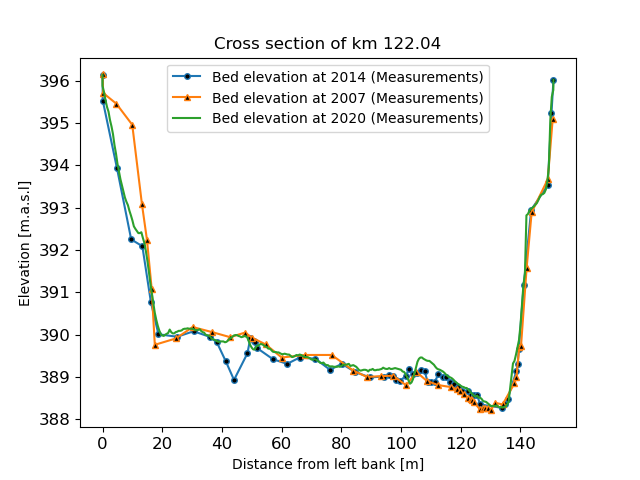 Cross section of km 122.04
Bed elevation at 2014 (Measurements)
Bed elevation at 2007 (Measurements)
Bed elevation at 2020 (Measurements)
396
395
394
393
392
391
390
389
388
Elevation [m.a.s.l]
0 20 40 60 80 100 120 140
Distance from left bank [m]